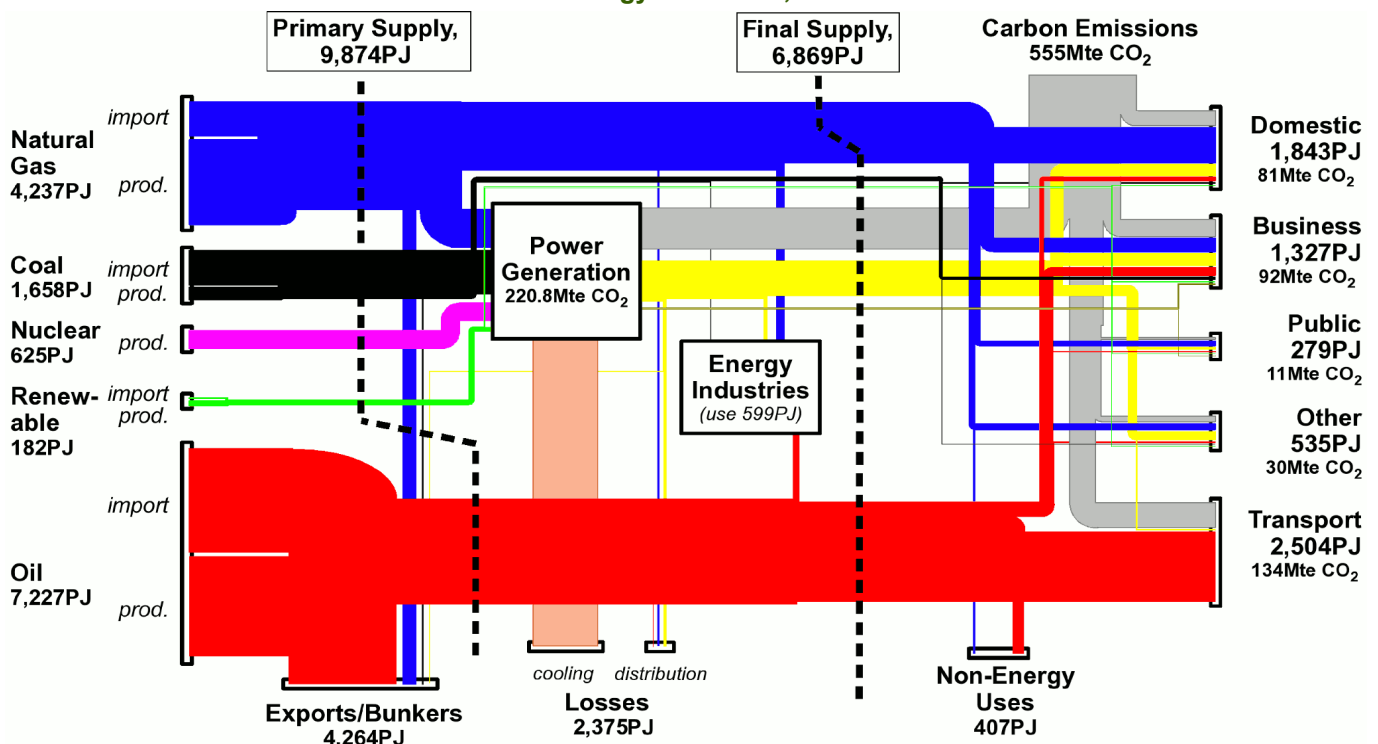 Primary Supply,
9,874PJ
Final Supply,
6,869PJ
Carbon Emissions
555Mte CO2
Natural
Gas
4,237PJ
import
prod.
Coal
1,658PJ
import
prod.
Nuclear
625PJ
prod.
Renew-
able
182PJ
import
prod.
Oil
7,227PJ
import
prod.
Power
Generation
220.8Mte CO2
Energy
Industries
(use 599PJ)
Domestic
1,843PJ
81Mte CO2
Business
1,327PJ
92Mte CO2
Public
279PJ
11Mte CO2
Other
535PJ
30Mte CO2
Transport
2,504PJ
134Mte CO2
Exports/Bunkers
4,264PJ
cooling
distribution
Losses
2,375PJ
Non-Energy
Uses
407PJ